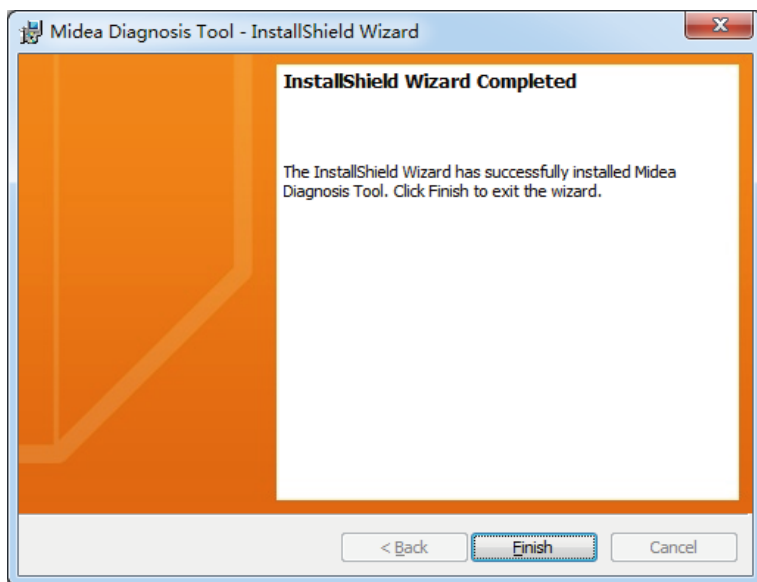 Midea Diagnosis Tool - InstallShield Wizard
InstallShield Wizard Completed
The InstallShield Wizard has successfully installed Midea
Diagnosis Tool. Click Finish to exit the wizard.
< Back Finish Cancel